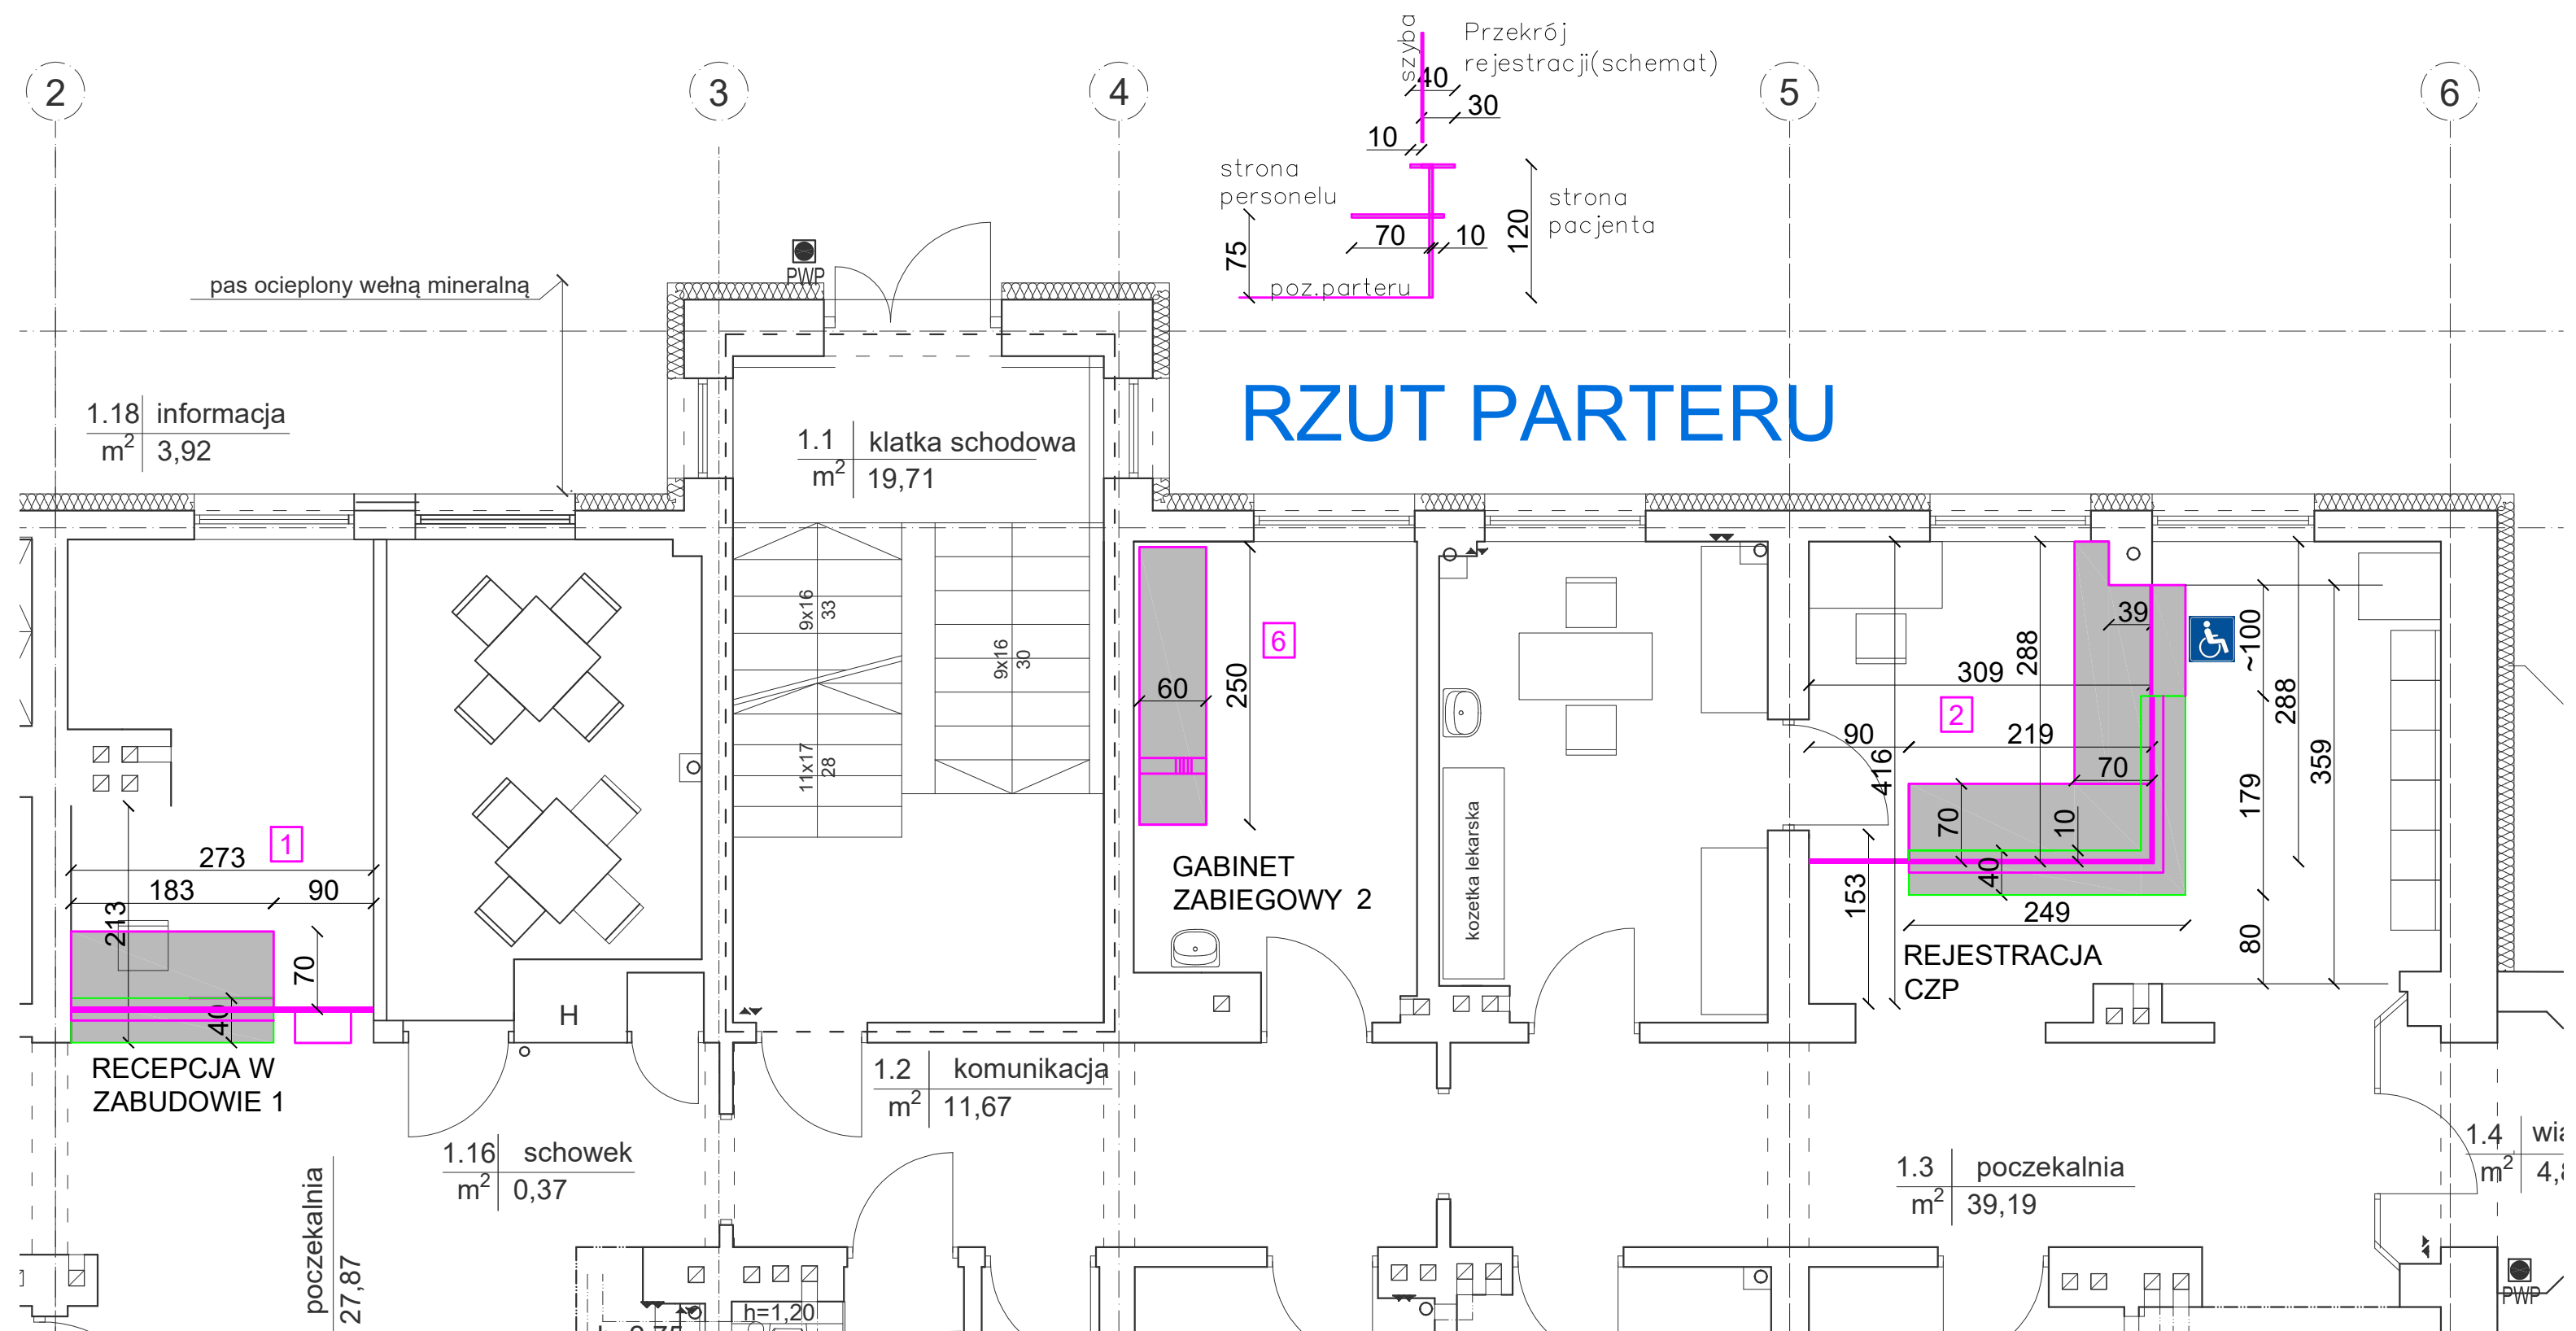 szyba
Przekrój
rejestracji(schemat)
2
3
4
5
6
40
30
10
strona
personelu
strona
pacjenta
120
70
10
75
poz.parteru
PWP
pas ocieplony wełną mineralną
RZUT PARTERU
1.18 informacja
m² 3,92
1.1 klatka schodowa
m² 19,71
9x16
33
9x16
30
11x17
28
6
60
250
GABINET
ZABIEGOWY 2
kozetka lekarska
39
~100
288
309
288
2
90
219
416
70
359
179
70
10
40
153
249
80
REJESTRACJA
CZP
1
273
183
90
213
70
40
RECEPCJA W
ZABUDOWIE 1
H
1.2 komunikacja
m² 11,67
1.16 schowek
m² 0,37
poczekalnia
27,87
1.3 poczekalnia
m² 39,19
1.4
m²
h=1,20
PWP